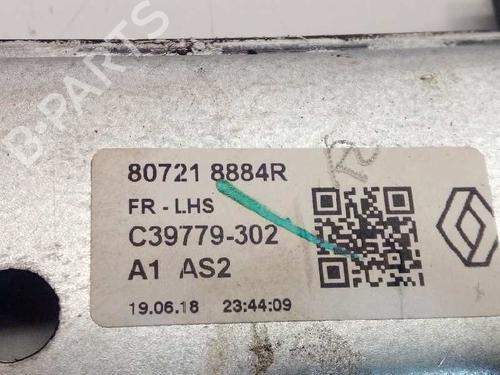 B-PARTS
80721 8884R
FR - LHS
C39779-302
A1 AS2
19.06.18 23:44:09